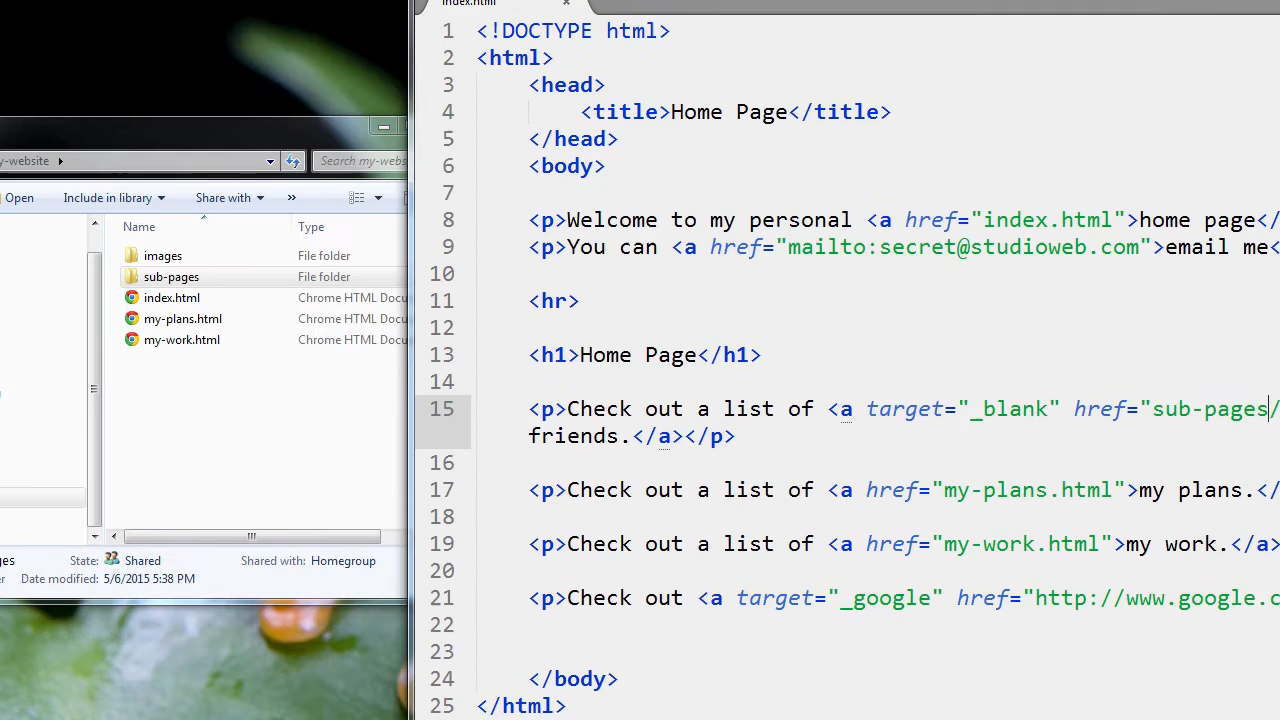 index.html
1 <!DOCTYPE html>
2 <html>
3 <head>
4 <title>Home Page</title>
5 </head>
6 <body>
7
8 <p>Welcome to my personal <a href="index.html">home page</
9 <p>You can <a href="mailto:secret@studioweb.com">email me<
10
11 <hr>
12
13 <h1>Home Page</h1>
14
15 <p>Check out a list of <a target="_blank" href="sub-pages/
friends.</a></p>
16
17 <p>Check out a list of <a href="my-plans.html">my plans.</
18
19 <p>Check out a list of <a href="my-work.html">my work.</a>
20
21 <p>Check out <a target="_google" href="http://www.google.c
22
23
24 </body>
25 </html>
y-website
Search my-webs
Open Include in library Share with »
Name Type
images File folder
sub-pages File folder
index.html Chrome HTML Docu
my-plans.html Chrome HTML Docu
my-work.html Chrome HTML Docu
ges State: Shared Shared with: Homegroup
er Date modified: 5/6/2015 5:38 PM